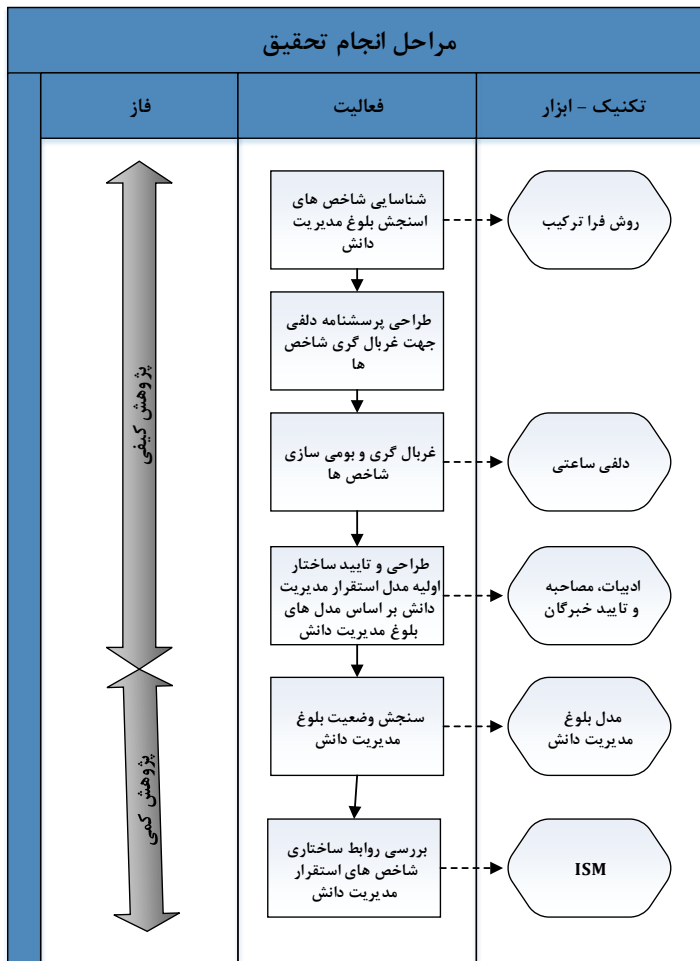 مراحل انجام تحقیق
تکنیک – ابزار
فعالیت
فاز
شناسایی شاخص های
اسنجش بلوغ مدیریت
دانش
روش فرا ترکیب
طراحی پرسشنامه دلفی
جهت غربال گری شاخص
ها
غربال گری و بومی سازی
شاخص ها
دلفی ساعتی
طراحی و تایید ساختار
اولیه مدل استقرار مدیریت
دانش بر اساس مدل های
بلوغ مدیریت دانش
ادبیات، مصاحبه
و تایید خبرگان
سنجش وضعیت بلوغ
مدیریت دانش
مدل بلوغ
مدیریت دانش
بررسی روابط ساختاری
شاخص های استقرار
مدیریت دانش
ISM
پژوهش کیفی
پژوهش کمی